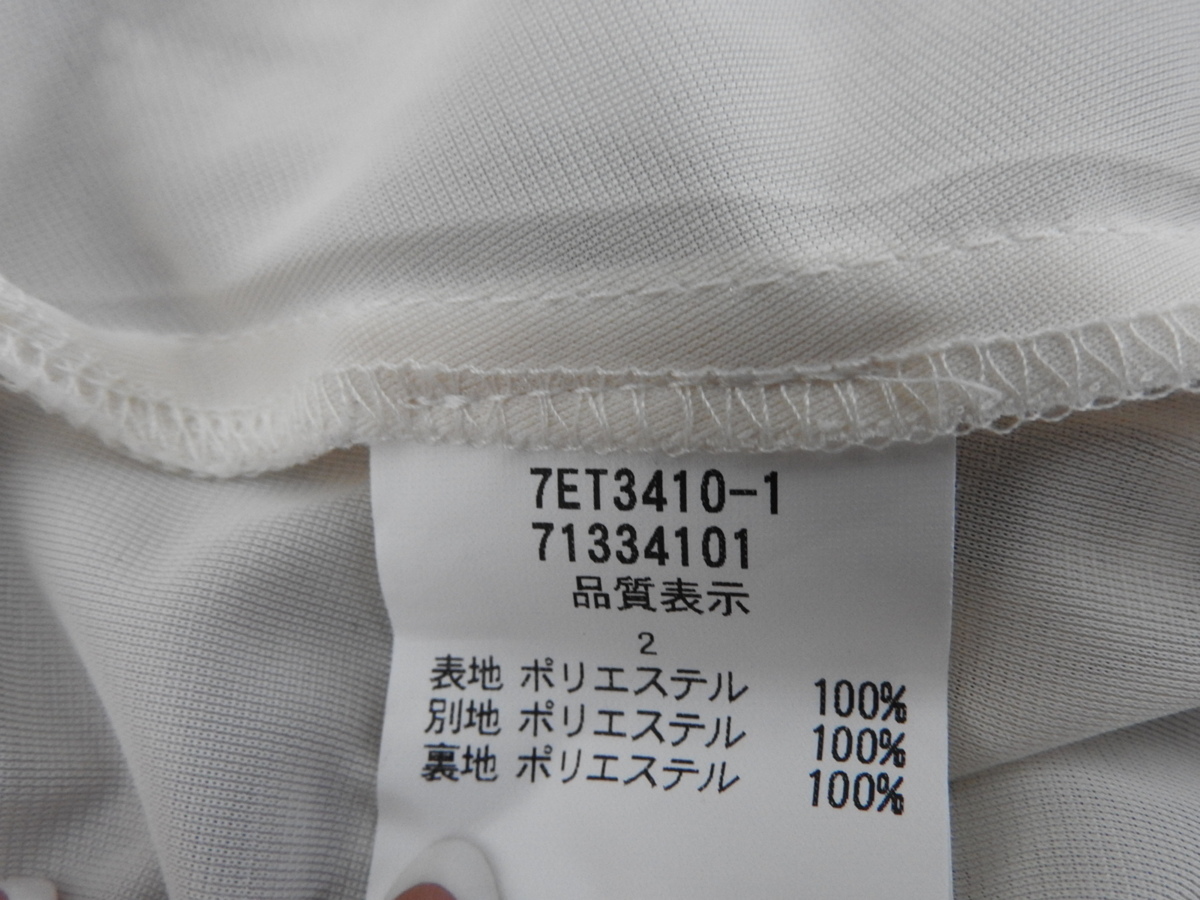 7ET3410-1
71334101
品質表示
2
表地 ポリエステル 100%
別地 ポリエステル 100%
裏地 ポリエステル 100%